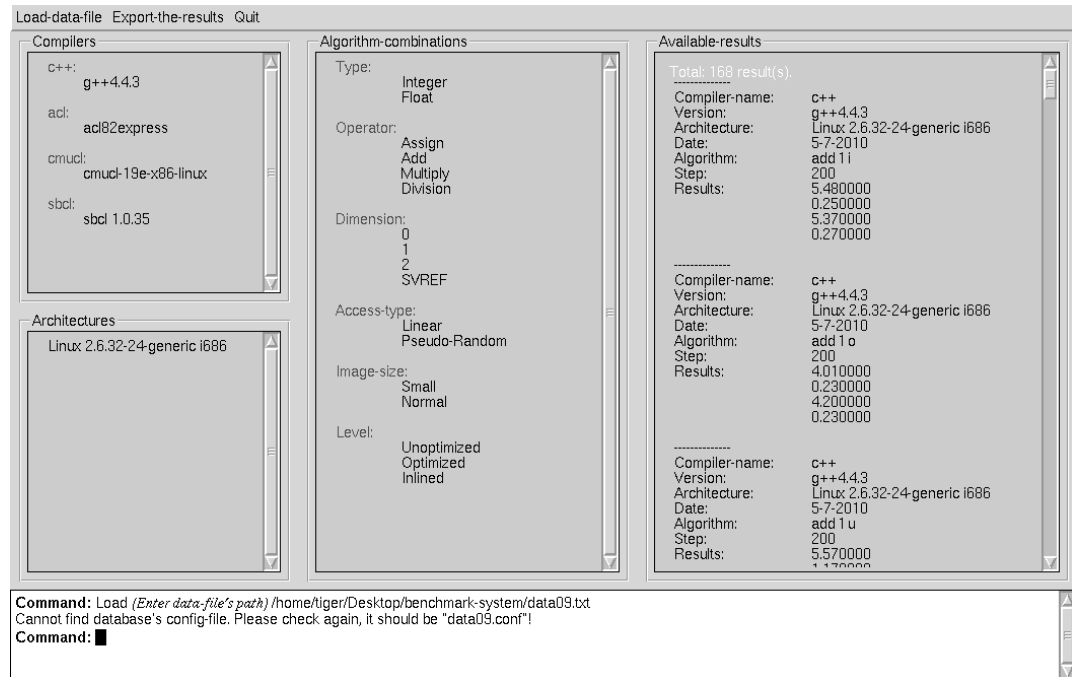 Load-data-file Export-the-results Quit
Compilers
c++:
g++4.4.3
acl:
acl82express
cmucl:
cmucl-19e-x86-linux
sbcl:
sbcl 1.0.35
Architectures
Linux 2.6.32-24-generic i686
Algorithm-combinations
Type:
Integer
Float
Operator:
Assign
Add
Multiply
Division
Dimension:
0
1
2
SVREF
Access-type:
Linear
Pseudo-Random
Image-size:
Small
Normal
Level:
Unoptimized
Optimized
Inlined
Available-results
Total: 168 result(s).
--------------
Compiler-name: c++
Version: g++4.4.3
Architecture: Linux 2.6.32-24-generic i686
Date: 5-7-2010
Algorithm: add 1 i
Step: 200
Results: 5.480000
0.250000
5.370000
0.270000
--------------
Compiler-name: c++
Version: g++4.4.3
Architecture: Linux 2.6.32-24-generic i686
Date: 5-7-2010
Algorithm: add 1 o
Step: 200
Results: 4.010000
0.230000
4.200000
0.230000
--------------
Compiler-name: c++
Version: g++4.4.3
Architecture: Linux 2.6.32-24-generic i686
Date: 5-7-2010
Algorithm: add 1 u
Step: 200
Results: 5.570000
Command: Load (Enter data-file's path) /home/tiger/Desktop/benchmark-system/data09.txt
Cannot find database's config-file. Please check again, it should be "data09.conf"!
Command: